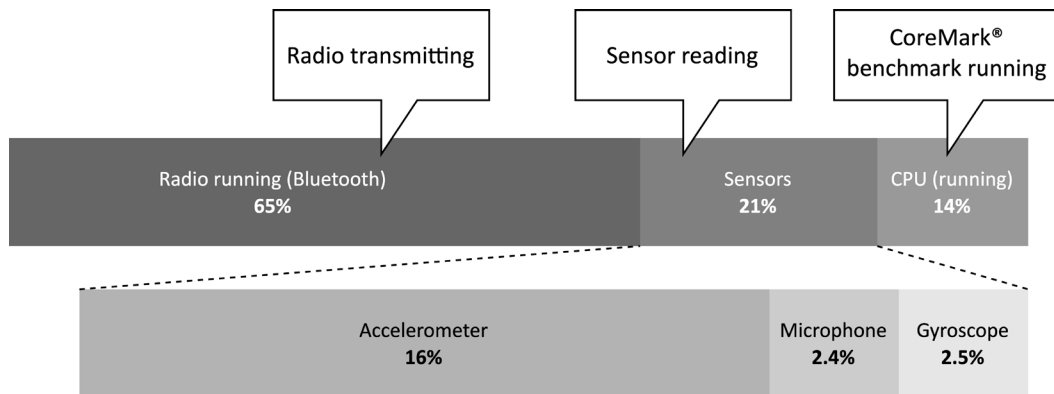 Radio transmitting
Sensor reading
CoreMark®
benchmark running
Radio running (Bluetooth)
65%
Sensors
21%
CPU (running)
14%
Accelerometer
16%
Microphone
2.4%
Gyroscope
2.5%